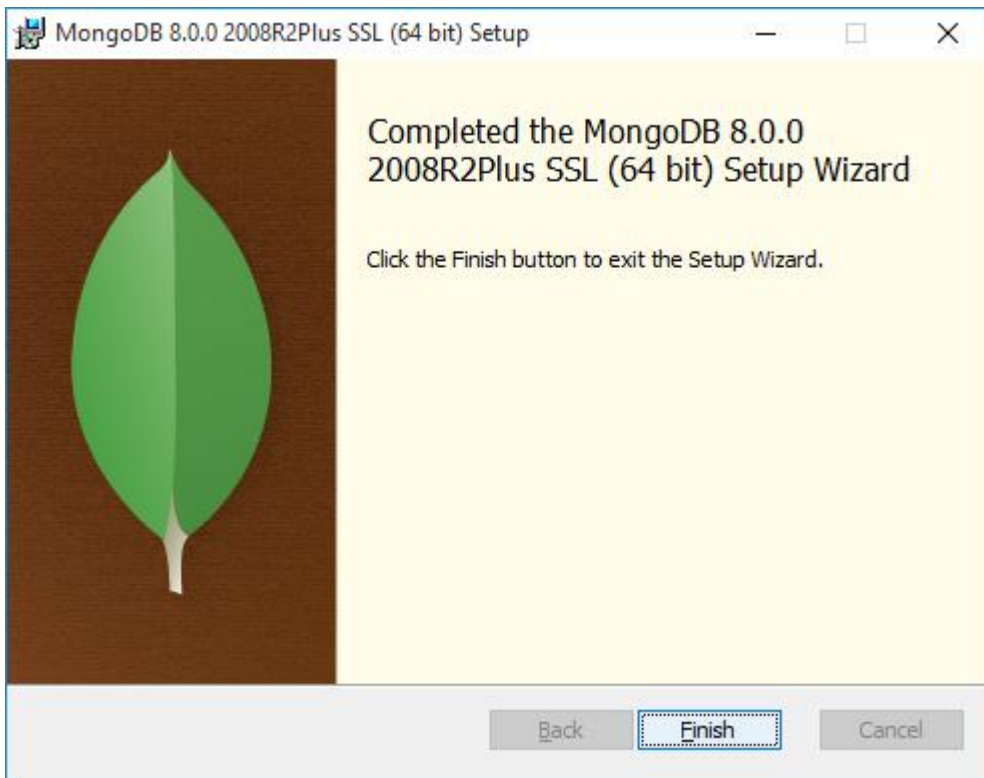 MongoDB 8.0.0 2008R2Plus SSL (64 bit) Setup
Completed the MongoDB 8.0.0
2008R2Plus SSL (64 bit) Setup Wizard
Click the Finish button to exit the Setup Wizard.
Back Finish Cancel